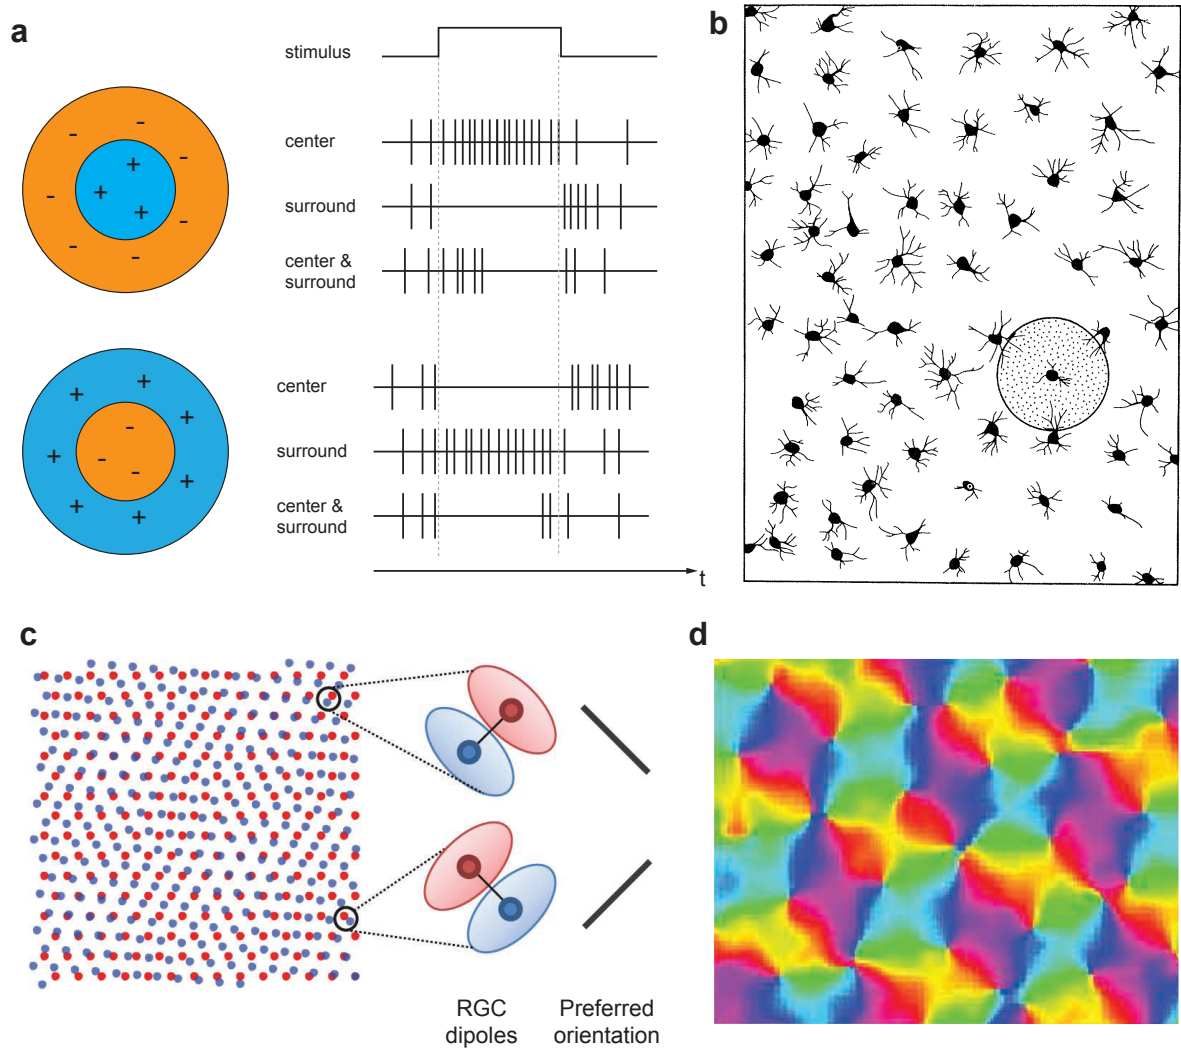 a
stimulus
center
surround
center &
surround
center
surround
center &
surround
t
b
c
RGC
dipoles
Preferred
orientation
d